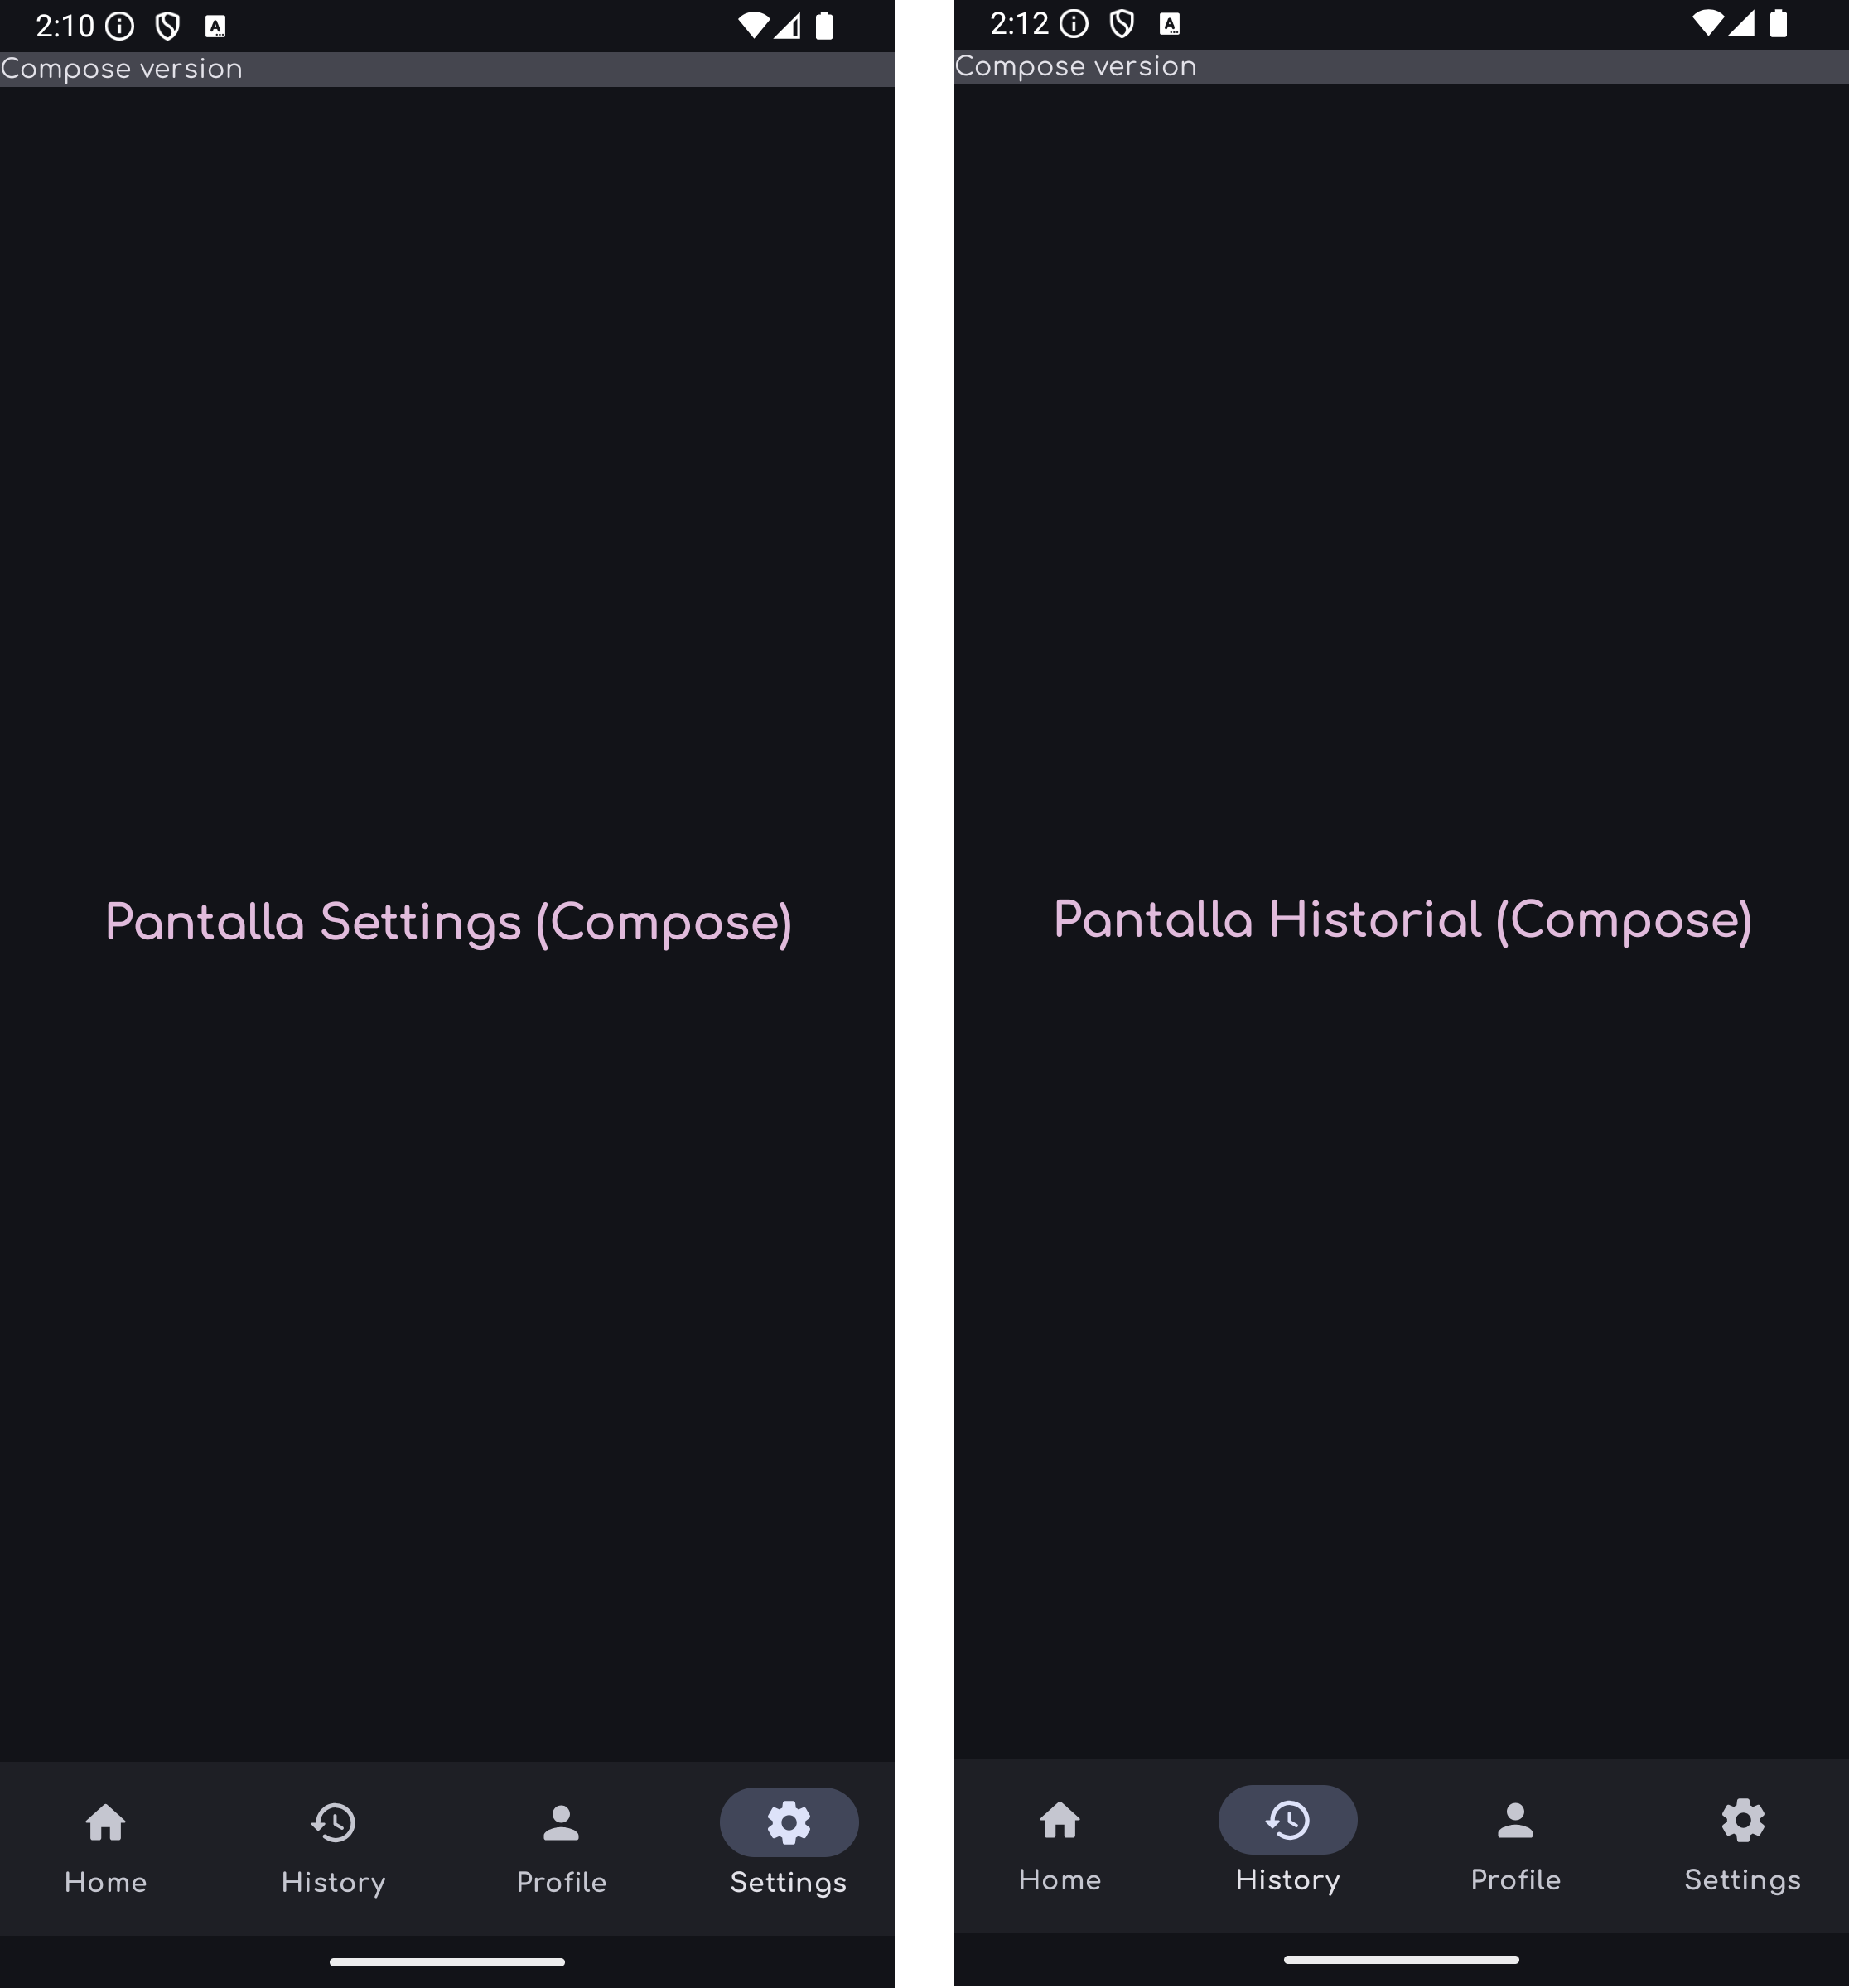 2:10
Compose version
Pantalla Settings (Compose)
Home History Profile Settings
2:12
Compose version
Pantalla Historial (Compose)
Home History Profile Settings